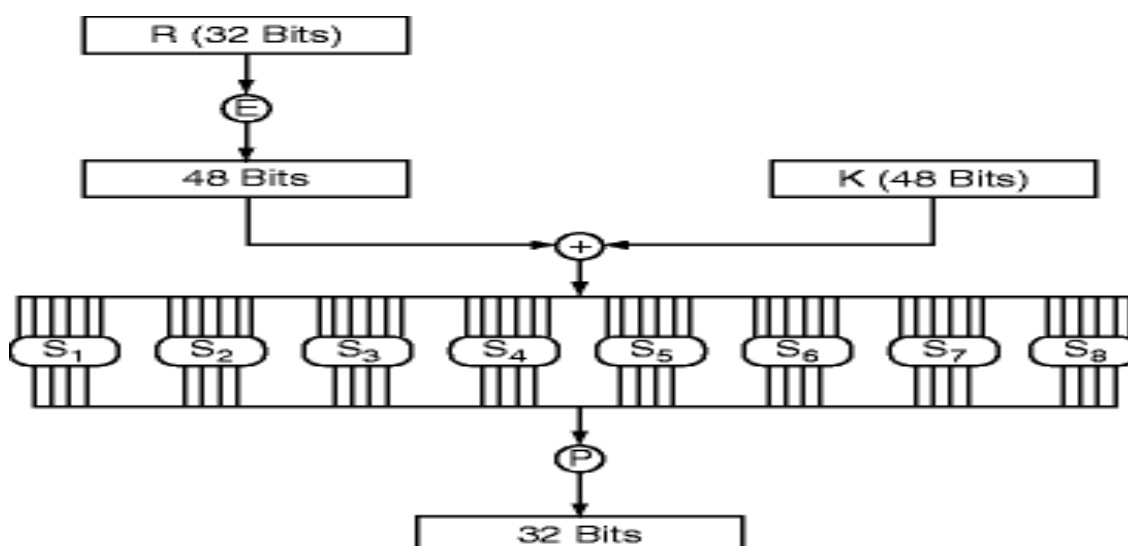 R (32 Bits)
E
48 Bits
K (48 Bits)
+
S1 S2 S3 S4 S5 S6 S7 S8
P
32 Bits